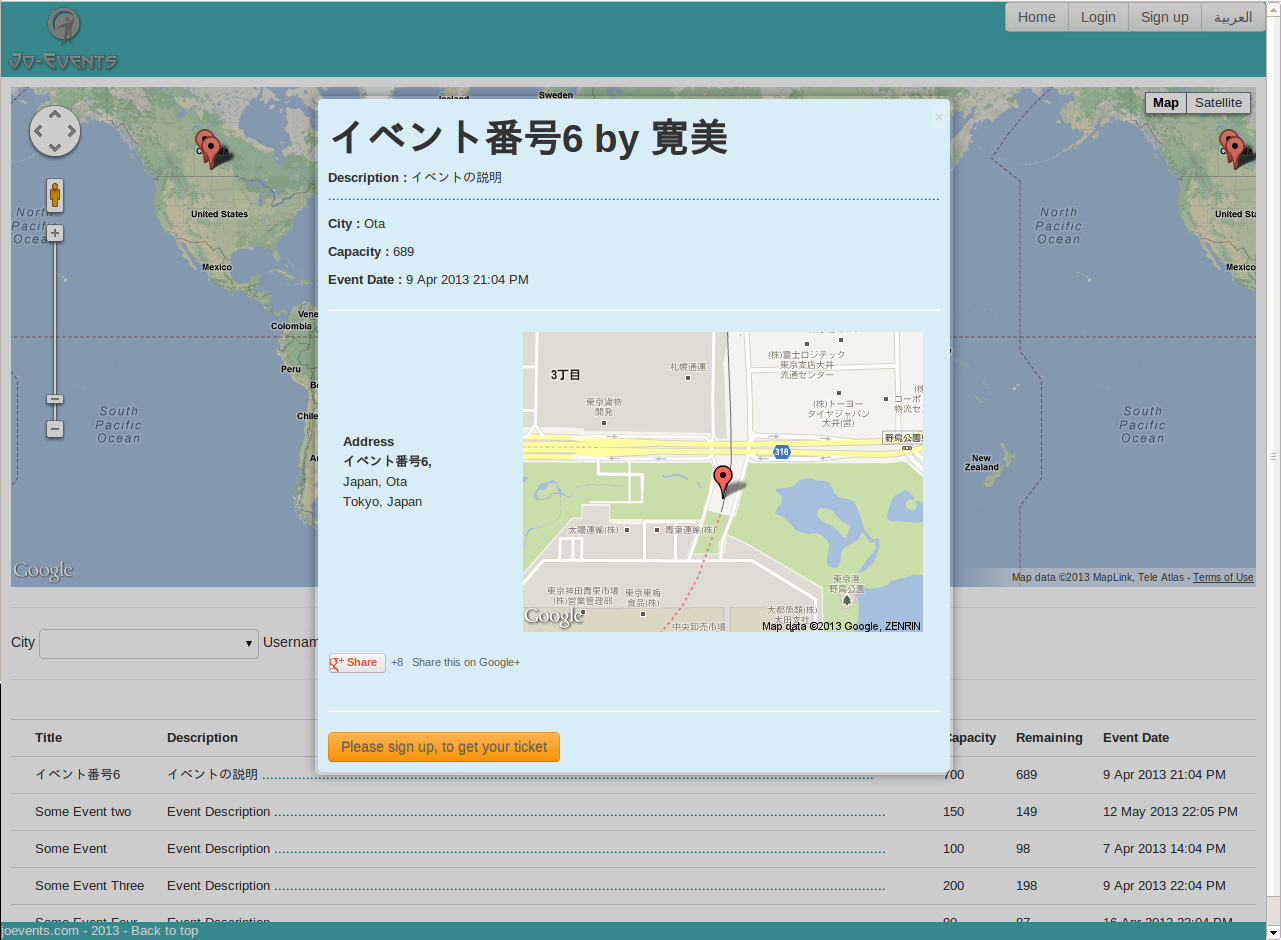 Home Login Sign up العربية
Jo-Events
Map Satellite
Iceland
Sweden
Canada
North Pacific Ocean
United States
Mexico
Colombia
Peru
Chile
South Pacific Ocean
North Pacific Ocean
United Sta
Mexico
South Pacific Ocean
New Zealand
Google
Map data ©2013 MapLink, Tele Atlas - Terms of Use
×
イベント番号6 by 寛美
Description : イベントの説明
City : Ota
Capacity : 689
Event Date : 9 Apr 2013 21:04 PM
Address
イベント番号6,
Japan, Ota
Tokyo, Japan
(株)富士ロジテック
東京支店大井
流通センター
札幌通運
3丁目
東京貨物
開発
(株)トーヨー
タイヤジャパン
大井(営)
コーポ
物流セ
野鳥公園
316
太陽運輸(株)
青葉運輸(株)
東京神田青果市場
(株)営業管理部
東京東梅
食品(株)
東京港
野鳥公園
大都魚類(株)
大田支社
中央卸売市場
Google
Map data ©2013 Google, ZENRIN
g+ Share +8 Share this on Google+
Please sign up, to get your ticket
City
Usernam
Title Description Capacity Remaining Event Date
イベント番号6 イベントの説明 700 689 9 Apr 2013 21:04 PM
Some Event two Event Description 150 149 12 May 2013 22:05 PM
Some Event Event Description 100 98 7 Apr 2013 14:04 PM
Some Event Three Event Description 200 198 9 Apr 2013 22:04 PM
Some Event Four Event Description 90 87 16 Apr 2013 23:04 PM
joevents.com - 2013 - Back to top